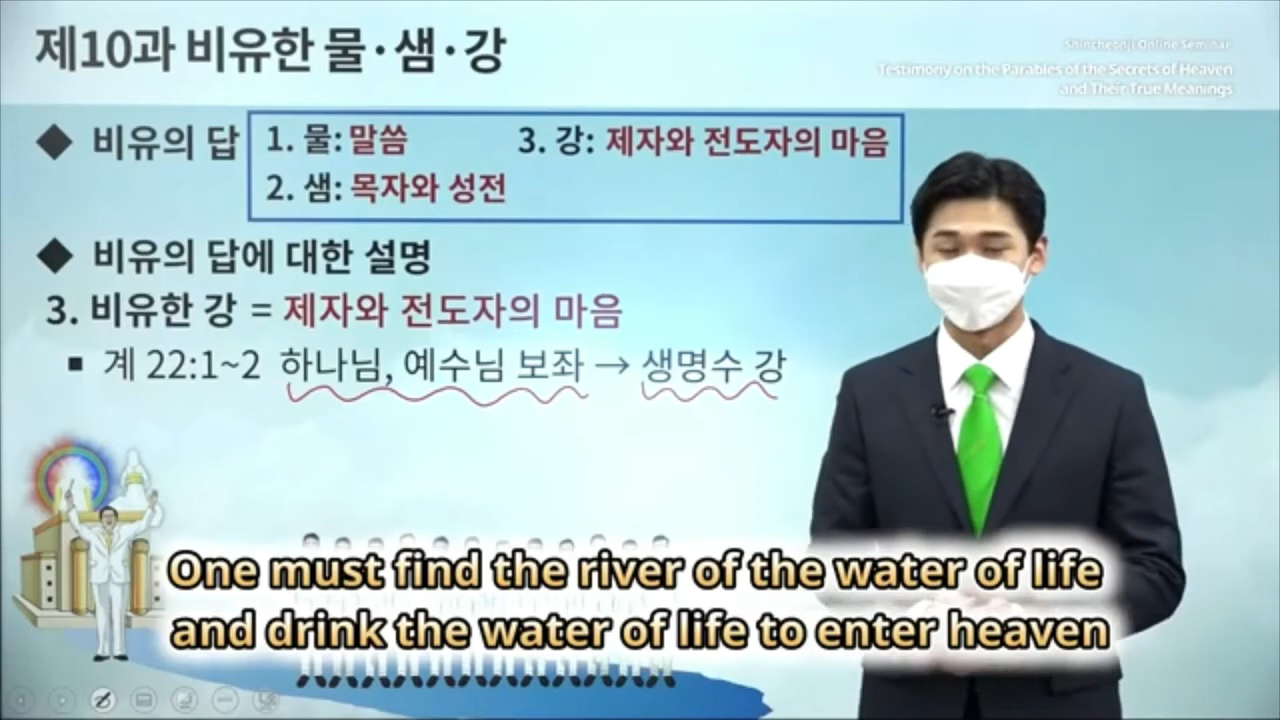 제10과 비유한 물·샘·강
Shincheonji Online Seminar
Testimony on the Parables of the Secrets of Heaven
and Their True Meanings
◆ 비유의 답
1. 물: 말씀
3. 강: 제자와 전도자의 마음
2. 샘: 목자와 성전
◆ 비유의 답에 대한 설명
3. 비유한 강 = 제자와 전도자의 마음
▪ 계 22:1~2 하나님, 예수님 보좌 → 생명수 강
One must find the river of the water of life
and drink the water of life to enter heaven